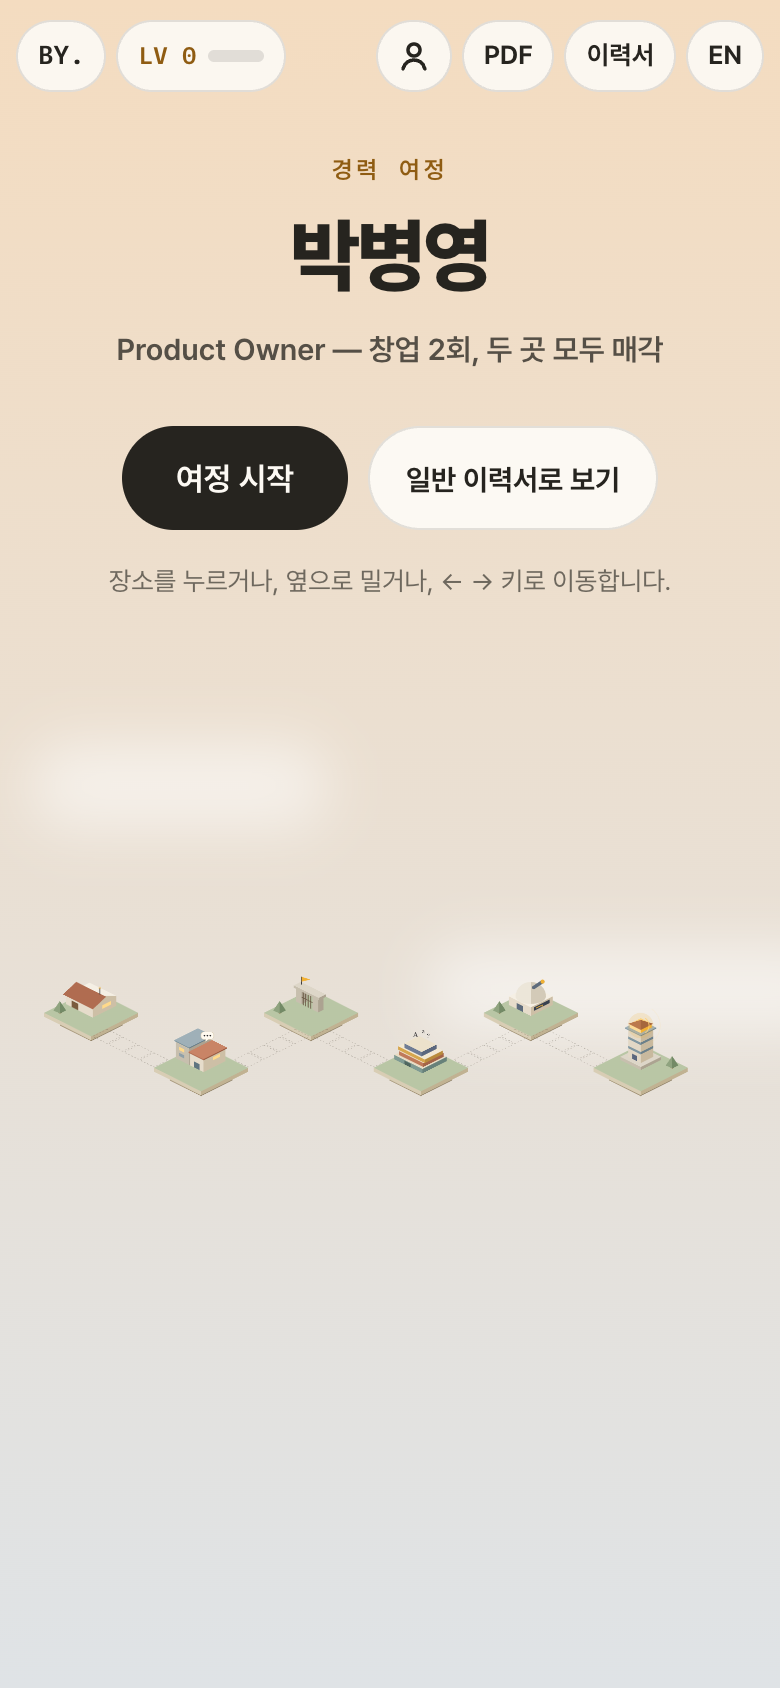 BY.
LV 0
PDF
이력서
EN
경력 여정
박병영
Product Owner — 창업 2회, 두 곳 모두 매각
여정 시작
일반 이력서로 보기
장소를 누르거나, 옆으로 밀거나, ← → 키로 이동합니다.